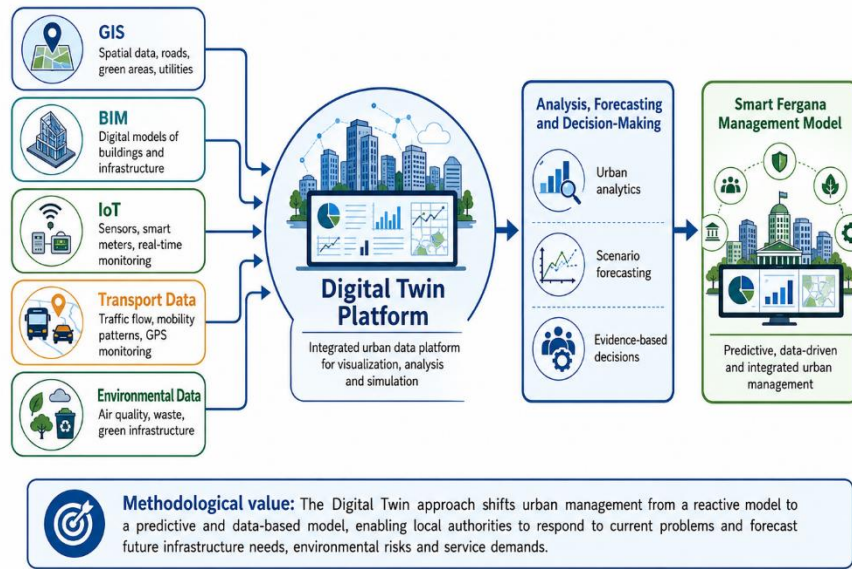 GIS
Spatial data, roads,
green areas, utilities
BIM
Digital models of
buildings and
infrastructure
IoT
Sensors, smart
meters, real-time
monitoring
Transport Data
Traffic flow, mobility
patterns, GPS
monitoring
Environmental Data
Air quality, waste,
green infrastructure
Digital Twin
Platform
Integrated urban data platform
for visualization, analysis
and simulation
Analysis, Forecasting
and Decision-Making
Urban
analytics
Scenario
forecasting
Evidence-based
decisions
Smart Fergana
Management Model
Predictive, data-driven
and integrated urban
management
Methodological value: The Digital Twin approach shifts urban management from a reactive model to
a predictive and data-based model, enabling local authorities to respond to current problems and forecast
future infrastructure needs, environmental risks and service demands.